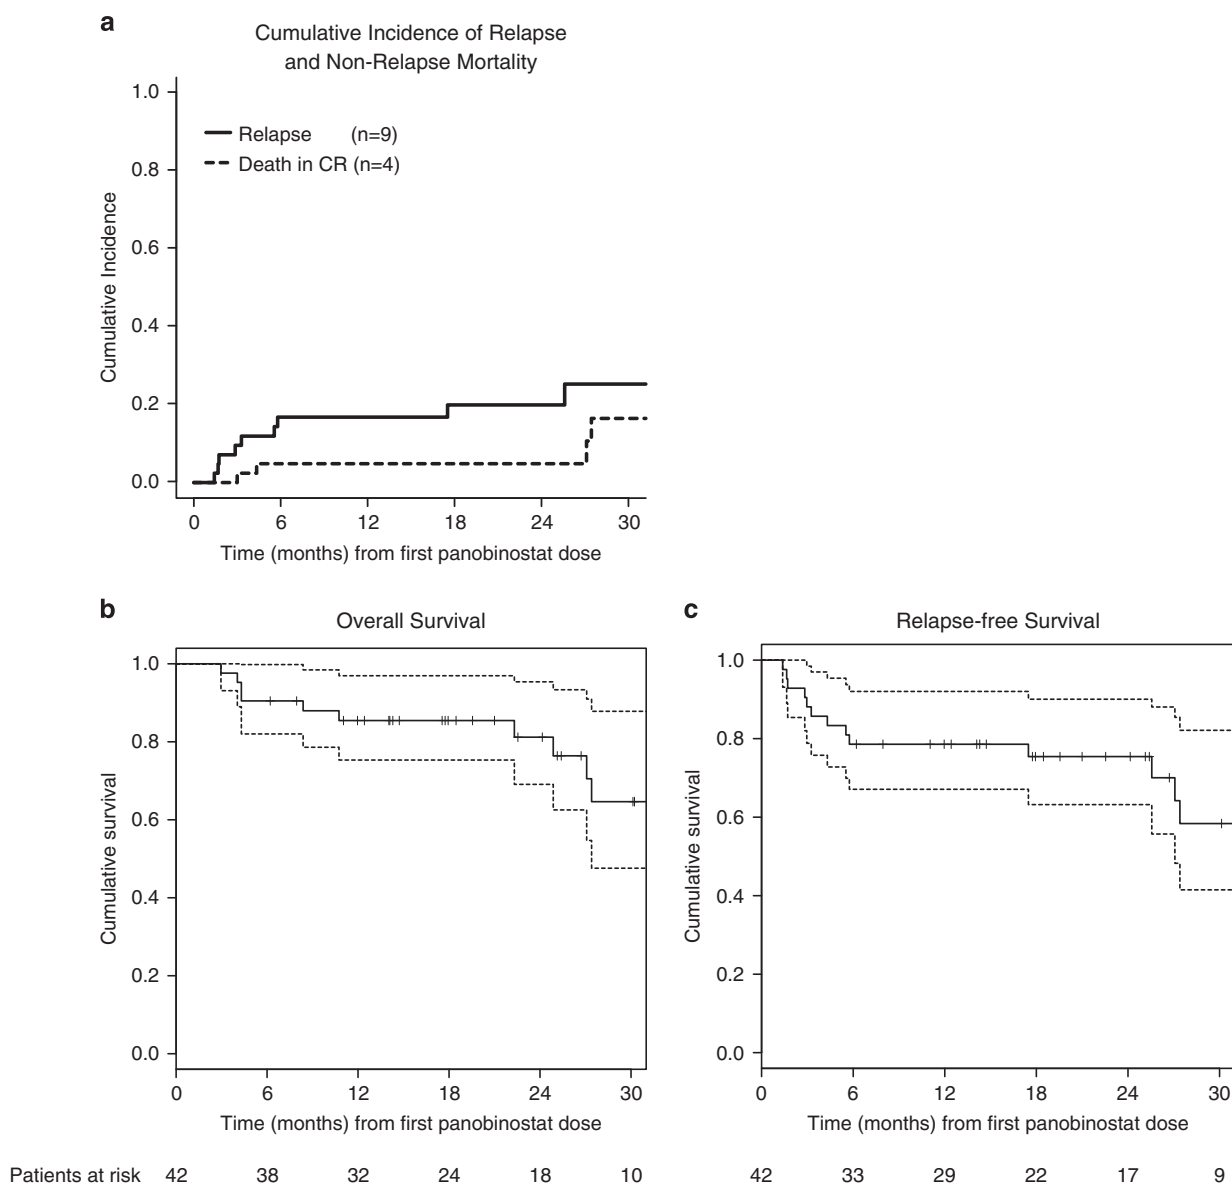 a
Cumulative Incidence of Relapse
and Non-Relapse Mortality
1.0
0.8
0.6
0.4
0.2
0.0
Cumulative Incidence
Relapse (n=9)
Death in CR (n=4)
0 6 12 18 24 30
Time (months) from first panobinostat dose
b
Overall Survival
1.0
0.8
0.6
0.4
0.2
0.0
Cumulative survival
0 6 12 18 24 30
Time (months) from first panobinostat dose
Patients at risk 42 38 32 24 18 10
c
Relapse-free Survival
1.0
0.8
0.6
0.4
0.2
0.0
Cumulative survival
0 6 12 18 24 30
Time (months) from first panobinostat dose
42 33 29 22 17 9